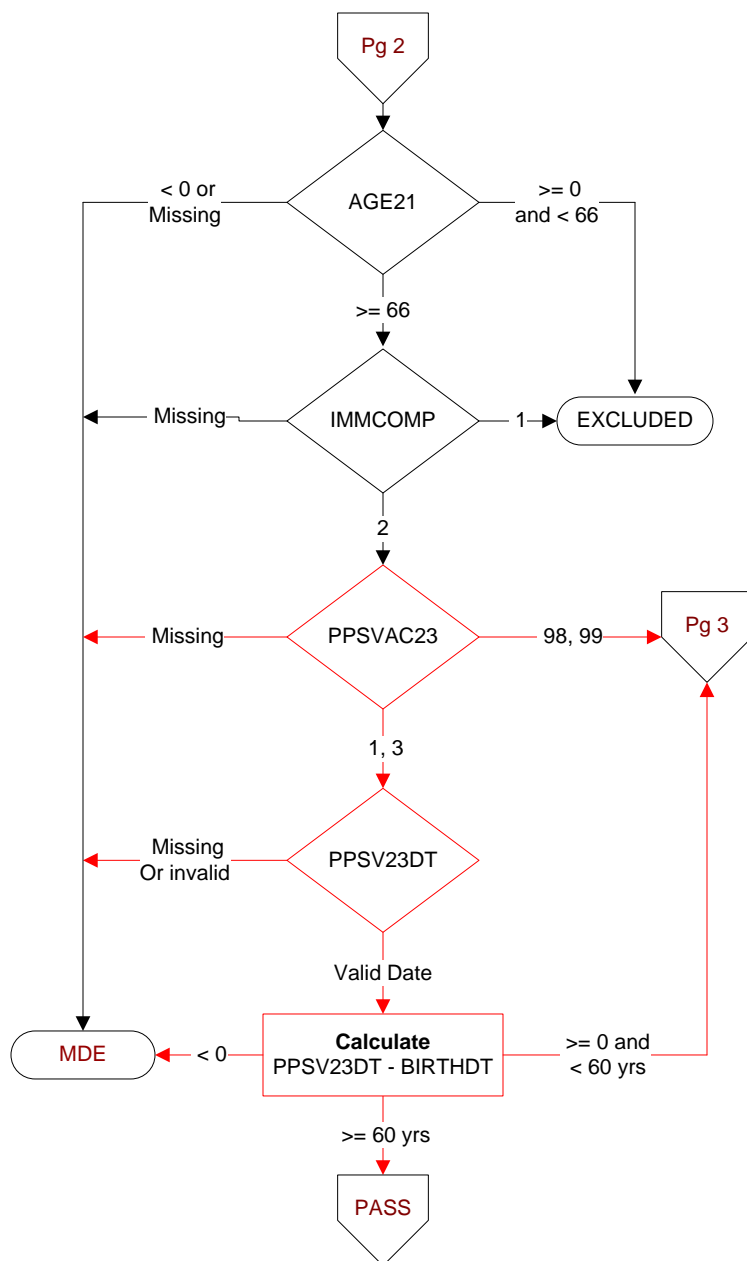 Pg 2
< 0 or
Missing
AGE21
>= 0
and < 66
>= 66
Missing
IMMCOMP
1
EXCLUDED
2
Missing
PPSVAC23
98, 99
Pg 3
1, 3
Missing
Or invalid
PPSV23DT
Valid Date
MDE
< 0
Calculate
PPSV23DT - BIRTHDT
>= 0 and
< 60 yrs
>= 60 yrs
PASS